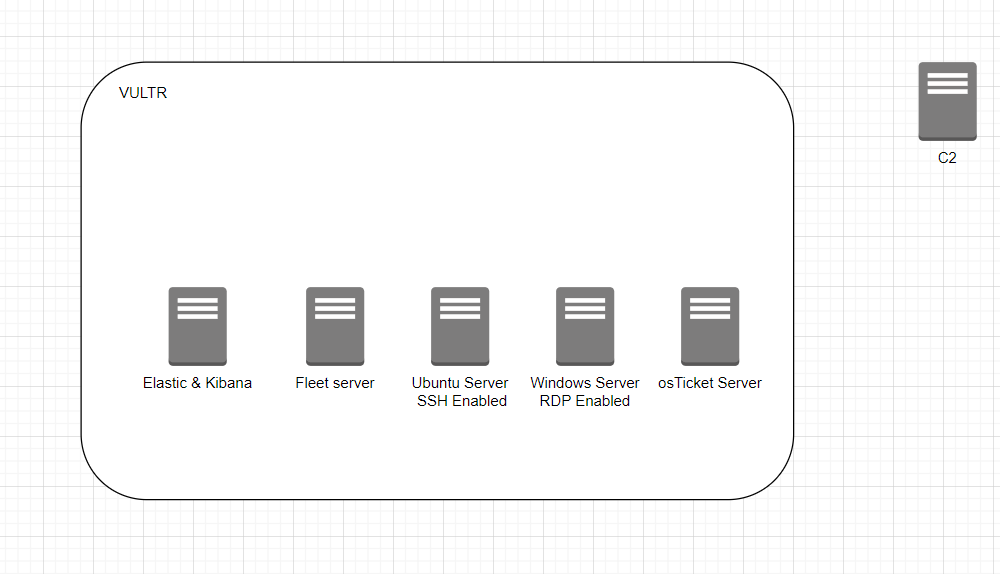 VULTR
C2
Elastic & Kibana
Fleet server
Ubuntu Server
SSH Enabled
Windows Server
RDP Enabled
osTicket Server